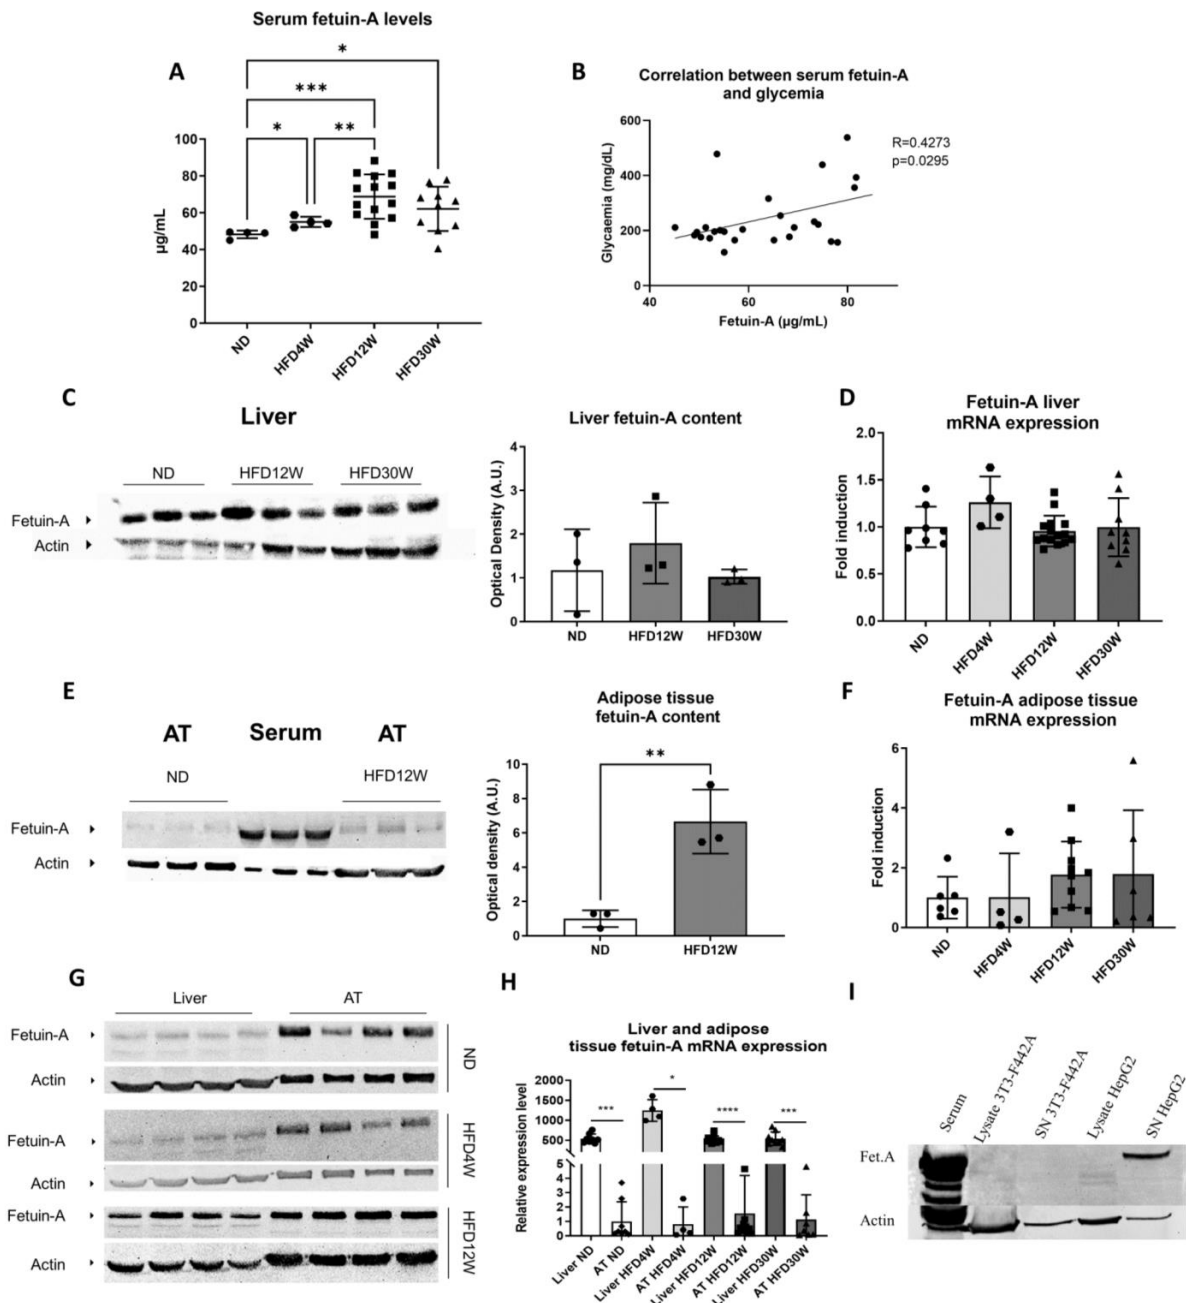 Serum fetuin-A levels
A
*
***
*
**
µg/mL
100
80
60
40
20
0
ND
HFD4W
HFD12W
HFD30W
B
Correlation between serum fetuin-A
and glycemia
R=0.4273
p=0.0295
Glycaemia (mg/dL)
600
400
200
0
40
60
80
Fetuin-A (µg/mL)
C
Liver
ND
HFD12W
HFD30W
Fetuin-A
Actin
Liver fetuin-A content
Optical Density (A.U.)
4
3
2
1
0
ND
HFD12W
HFD30W
D
Fetuin-A liver
mRNA expression
Fold induction
2.0
1.5
1.0
0.5
0.0
ND
HFD4W
HFD12W
HFD30W
E
AT
Serum
AT
ND
HFD12W
Fetuin-A
Actin
Adipose tissue
fetuin-A content
**
Optical density (A.U.)
10
8
6
4
2
0
ND
HFD12W
F
Fetuin-A adipose tissue
mRNA expression
Fold induction
6
4
2
0
ND
HFD4W
HFD12W
HFD30W
G
Liver
AT
Fetuin-A
Actin
ND
Fetuin-A
Actin
HFD4W
Fetuin-A
Actin
HFD12W
H
Liver and adipose
tissue fetuin-A mRNA expression
Relative expression level
2000
1500
1000
500
5
4
3
2
1
0
***
*
****
***
Liver ND
AT ND
Liver HFD4W
AT HFD4W
Liver HFD12W
AT HFD12W
Liver HFD30W
AT HFD30W
I
Serum
Lysate 3T3-F442A
SN 3T3-F442A
Lysate HepG2
SN HepG2
Fet.A
Actin